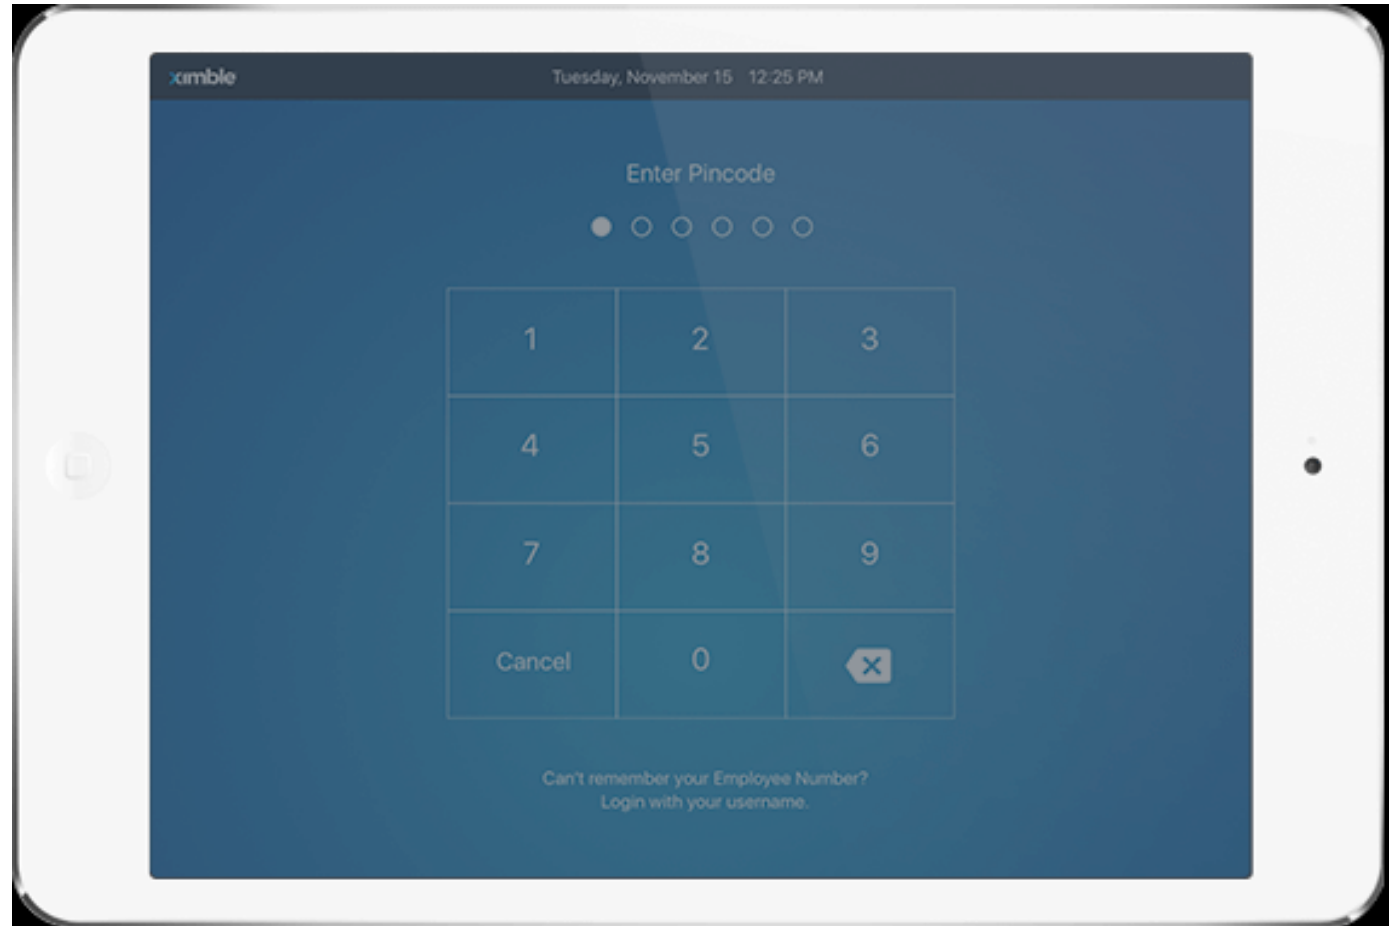 ximble
Tuesday, November 15 12:25 PM
Enter Pincode
1 2 3
4 5 6
7 8 9
Cancel 0
Can't remember your Employee Number?
Login with your username.